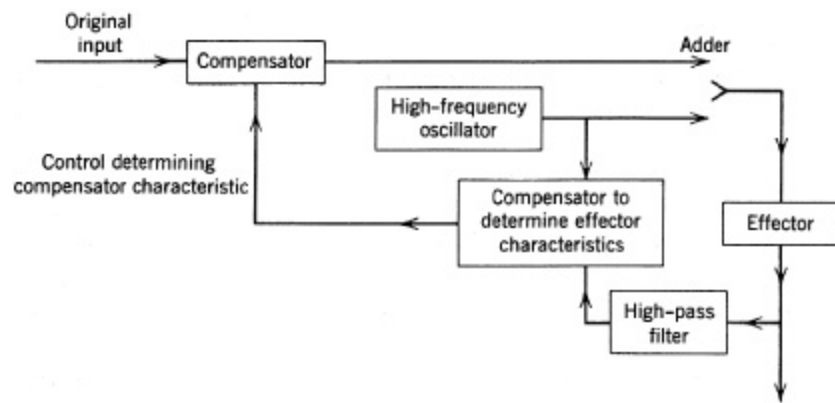 Original
input
Compensator
Adder
High-frequency
oscillator
Control determining
compensator characteristic
Compensator to
determine effector
characteristics
Effector
High-pass
filter